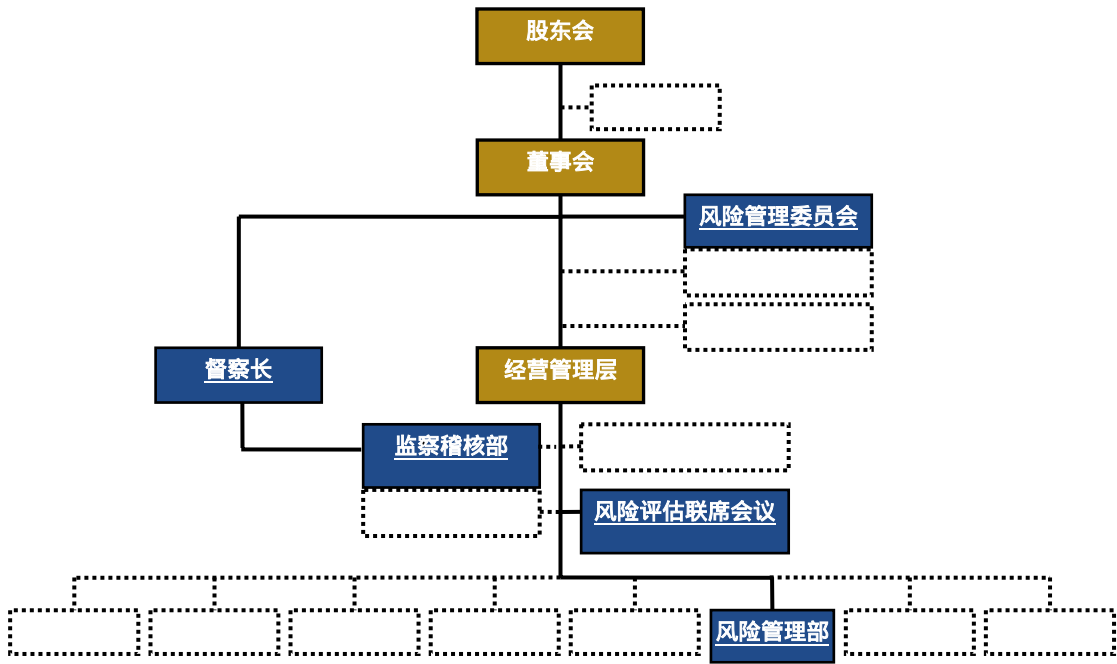 股东会
董事会
风险管理委员会
督察长
经营管理层
监察稽核部
风险评估联席会议
风险管理部